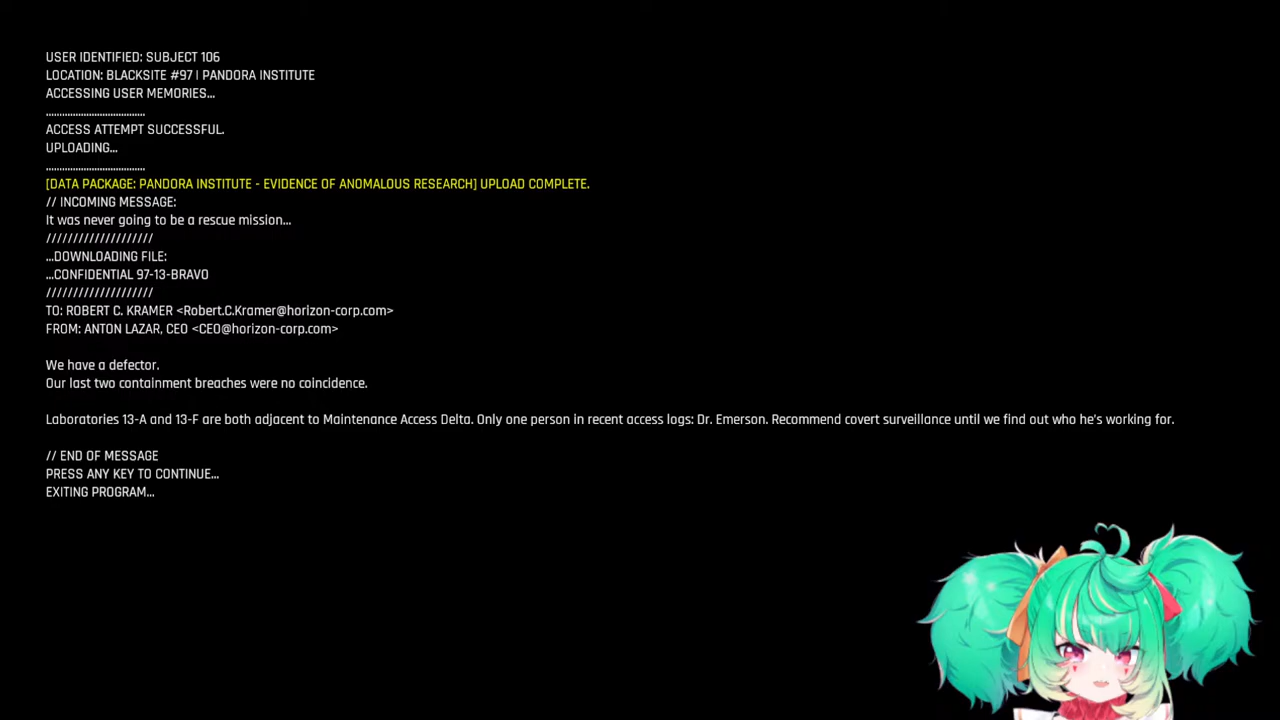 USER IDENTIFIED: SUBJECT 106
LOCATION: BLACKSITE #97 | PANDORA INSTITUTE
ACCESSING USER MEMORIES...
.....................................
ACCESS ATTEMPT SUCCESSFUL.
UPLOADING...
.....................................
[DATA PACKAGE: PANDORA INSTITUTE - EVIDENCE OF ANOMALOUS RESEARCH] UPLOAD COMPLETE.
// INCOMING MESSAGE:
It was never going to be a rescue mission...
////////////////////
...DOWNLOADING FILE:
...CONFIDENTIAL 97-13-BRAVO
////////////////////
TO: ROBERT C. KRAMER <Robert.C.Kramer@horizon-corp.com>
FROM: ANTON LAZAR, CEO <CEO@horizon-corp.com>
We have a defector.
Our last two containment breaches were no coincidence.
Laboratories 13-A and 13-F are both adjacent to Maintenance Access Delta. Only one person in recent access logs: Dr. Emerson. Recommend covert surveillance until we find out who he's working for.
// END OF MESSAGE
PRESS ANY KEY TO CONTINUE...
EXITING PROGRAM...